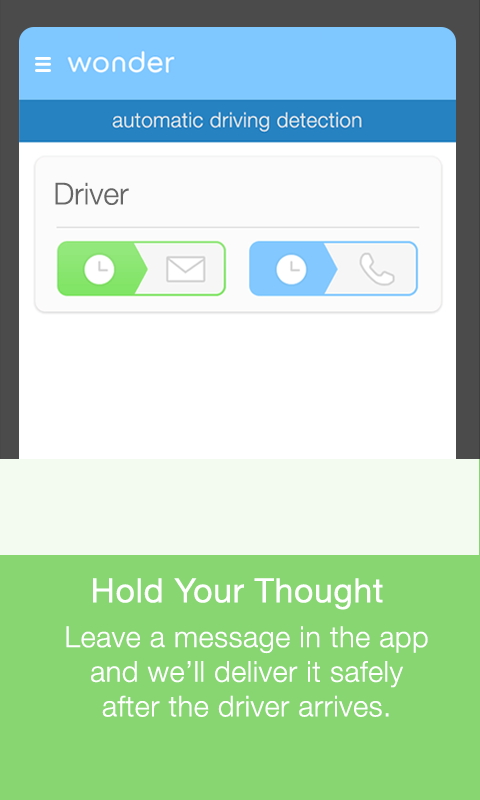 wonder
automatic driving detection
Driver
Hold Your Thought
Leave a message in the app
and we'll deliver it safely
after the driver arrives.